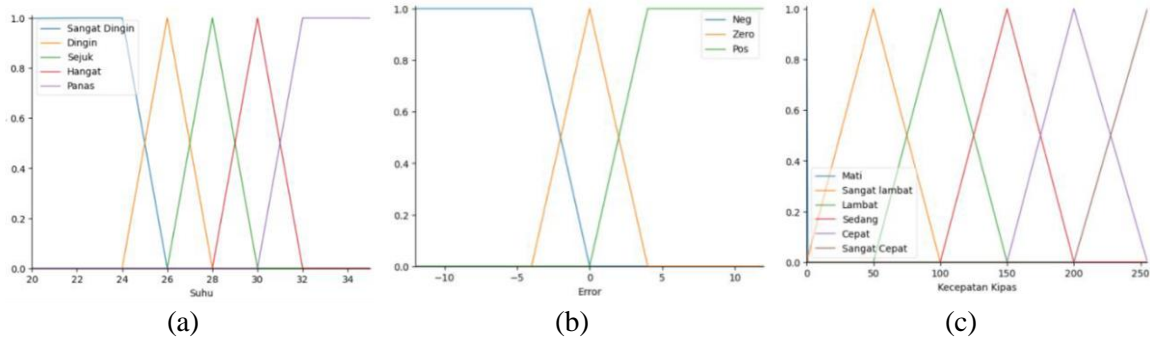 1.0
0.8
0.6
0.4
0.2
0.0
Sangat Dingin
Dingin
Sejuk
Hangat
Panas
20 22 24 26 28 30 32 34
Suhu
(a)
1.0
0.8
0.6
0.4
0.2
0.0
Neg
Zero
Pos
-10 -5 0 5 10
Error
(b)
1.0
0.8
0.6
0.4
0.2
0.0
Mati
Sangat lambat
Lambat
Sedang
Cepat
Sangat Cepat
0 50 100 150 200 250
Kecepatan Kipas
(c)